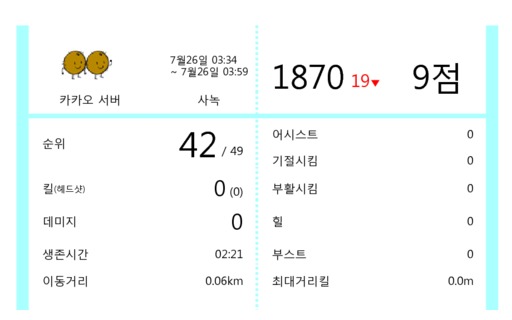 7월26일 03:34
~ 7월26일 03:59
카카오 서버
사녹
1870 19▼ 9점
순위 42 / 49
킬(헤드샷) 0 (0)
데미지 0
생존시간 02:21
이동거리 0.06km
어시스트 0
기절시킴 0
부활시킴 0
힐 0
부스트 0
최대거리킬 0.0m